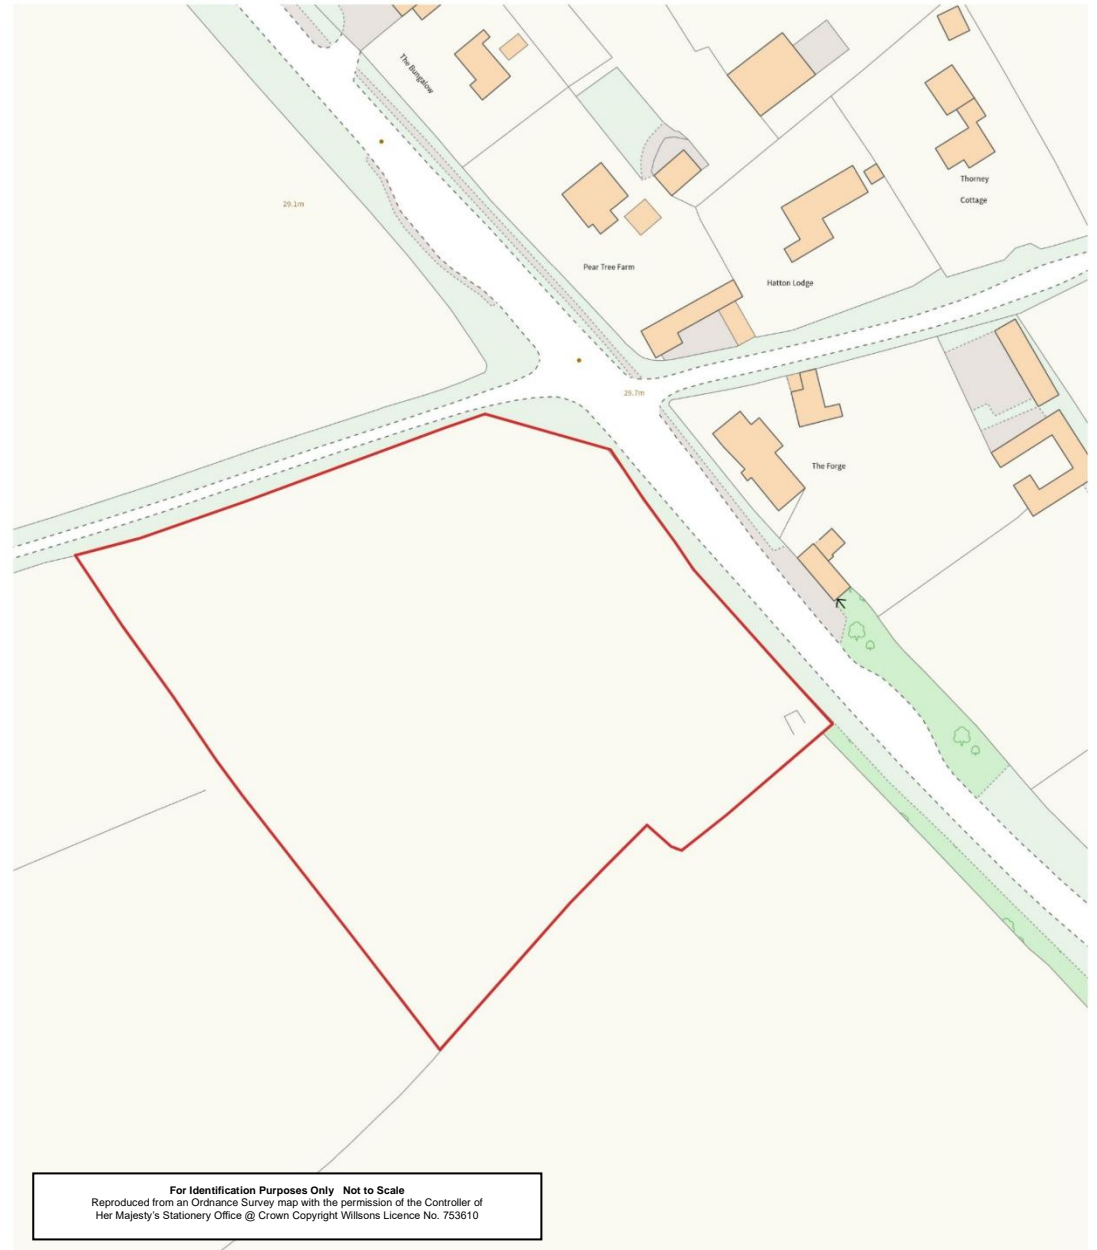 The Bungalow
29.1m
Thorney
Cottage
Pear Tree Farm
Hatton Lodge
29.7m
The Forge
For Identification Purposes Only Not to Scale
Reproduced from an Ordnance Survey map with the permission of the Controller of
Her Majesty's Stationery Office @ Crown Copyright Willsons Licence No. 753610